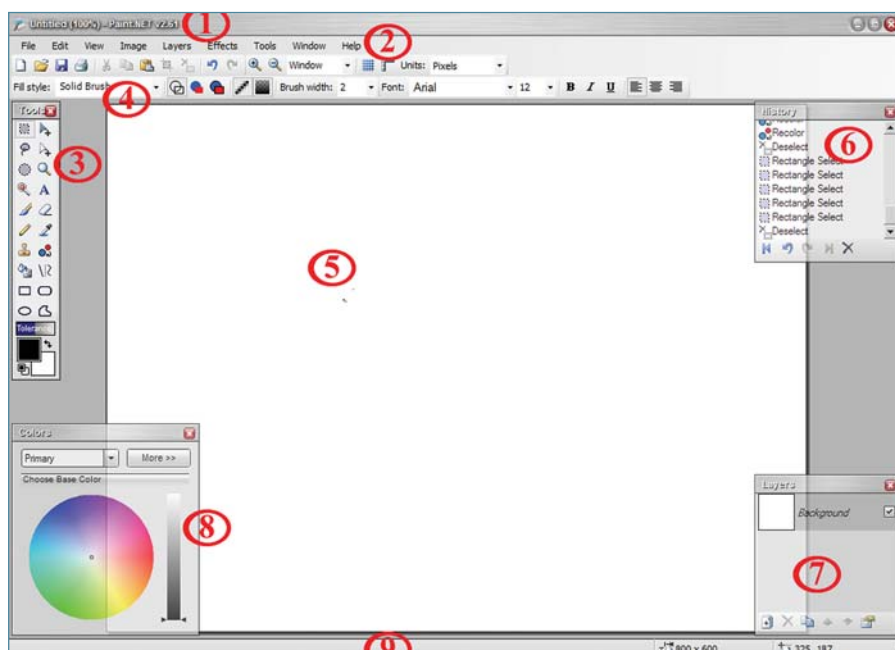 Untitled (100%) - Paint.NET v2.61
1
File Edit View Image Layers Effects Tools Window Help
2
Window Units: Pixels
Fill style: Solid Brush Brush width: 2 Font: Arial 12 B I U
4
Tools
3
5
History
Recolor
Recolor
Deselect
6
Rectangle Select
Rectangle Select
Rectangle Select
Rectangle Select
Rectangle Select
Deselect
Tolerance
Colors
Primary More >>
Choose Base Color
8
Layers
Background
7
9
800 x 600 325, 187